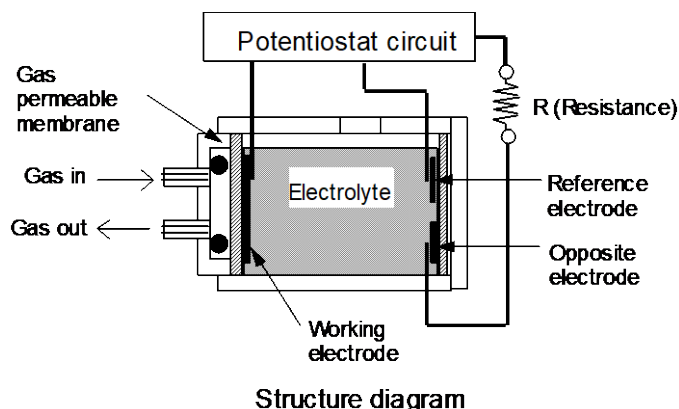 Potentiostat circuit
Gas
permeable
membrane
R (Resistance)
Gas in
Electrolyte
Reference
electrode
Gas out
Opposite
electrode
Working
electrode
Structure diagram